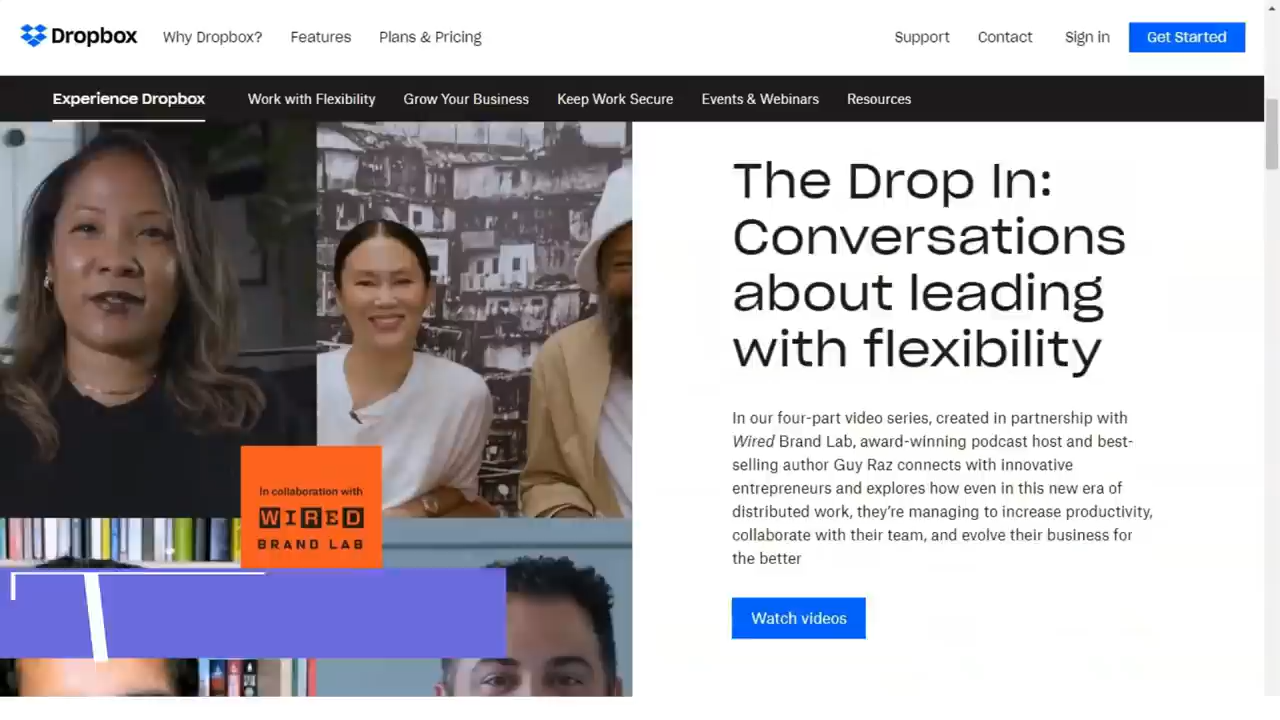 Dropbox Why Dropbox? Features Plans & Pricing Support Contact Sign in Get Started
Experience Dropbox Work with Flexibility Grow Your Business Keep Work Secure Events & Webinars Resources
The Drop In:
Conversations
about leading
with flexibility
In our four-part video series, created in partnership with
Wired Brand Lab, award-winning podcast host and best-
selling author Guy Raz connects with innovative
entrepreneurs and explores how even in this new era of
distributed work, they're managing to increase productivity,
collaborate with their team, and evolve their business for
the better
Watch videos
In collaboration with
WIRED
BRAND LAB